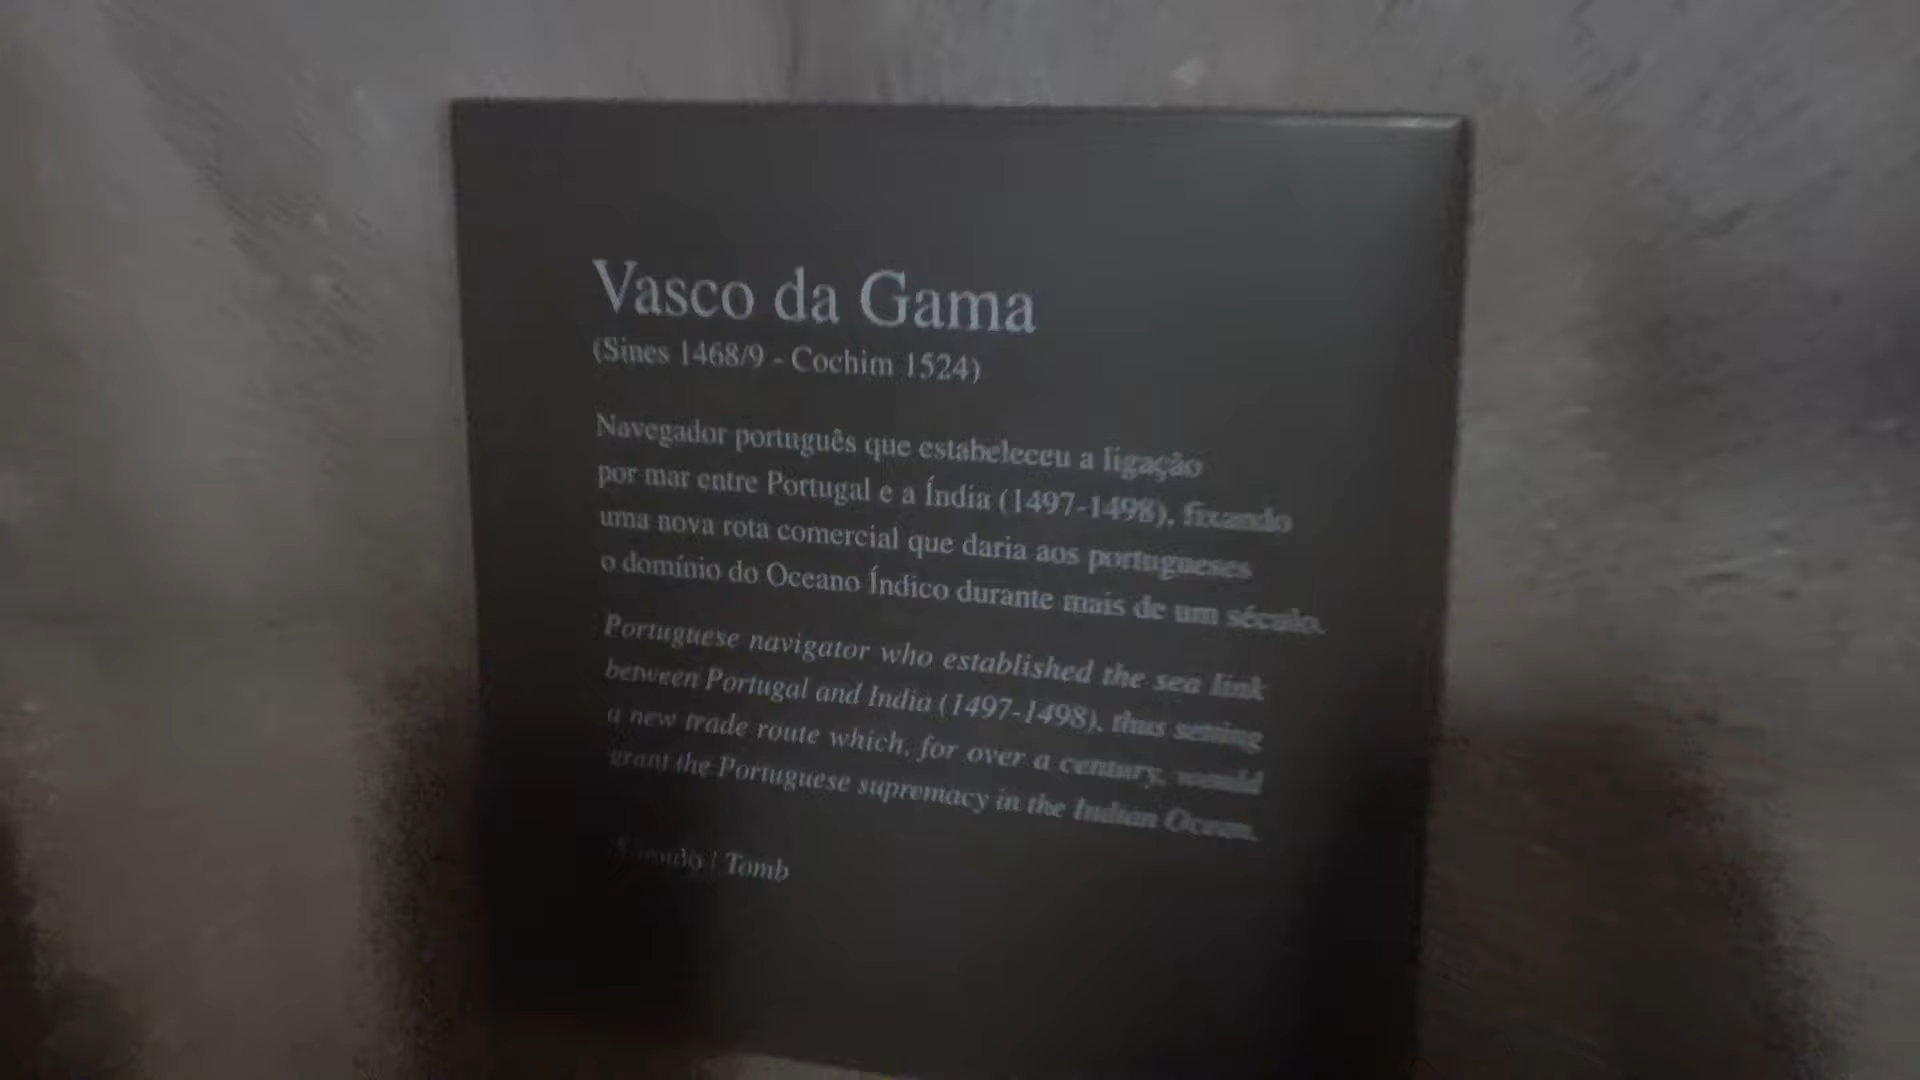 Vasco da Gama
(Sines 1468/9 - Cochim 1524)
Navegador português que estabeleceu a ligação
por mar entre Portugal e a Índia (1497-1498), fixando
uma nova rota comercial que daria aos portugueses
o domínio do Oceano Índico durante mais de um século.
Portuguese navigator who established the sea link
between Portugal and India (1497-1498), thus setting
a new trade route which, for over a century, would
grant the Portuguese supremacy in the Indian Ocean.
/ Tomb